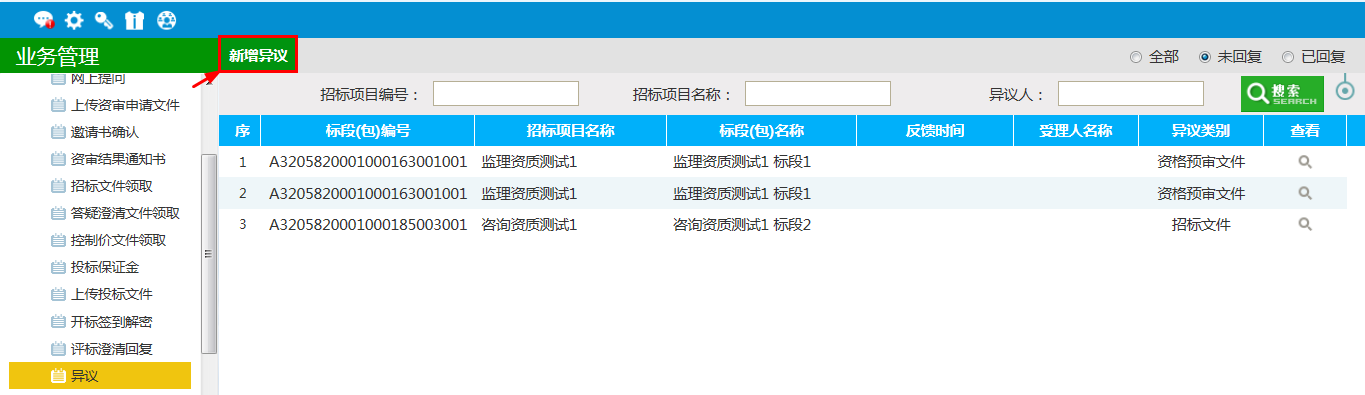 业务管理
新增异议
全部 未回复 已回复
网上提问
上传资审申请文件
邀请书确认
资审结果通知书
招标文件领取
答疑澄清文件领取
控制价文件领取
投标保证金
上传投标文件
开标签到解密
评标澄清回复
异议
招标项目编号： 招标项目名称： 异议人： 搜索 SEARCH
序 标段(包)编号 招标项目名称 标段(包)名称 反馈时间 受理人名称 异议类别 查看
1 A3205820001000163001001 监理资质测试1 监理资质测试1 标段1 资格预审文件
2 A3205820001000163001001 监理资质测试1 监理资质测试1 标段1 资格预审文件
3 A3205820001000185003001 咨询资质测试1 咨询资质测试1 标段2 招标文件